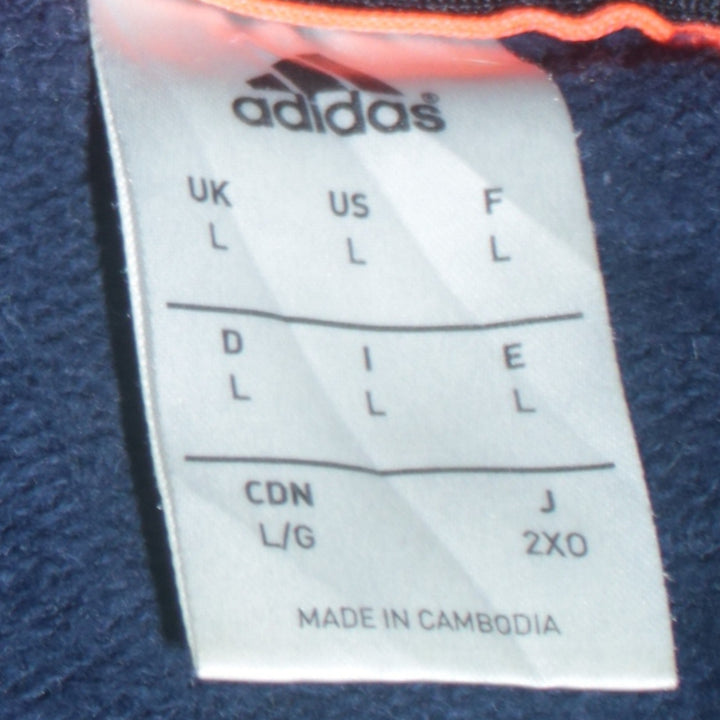 adidas®
UK US F
L L L
D I E
L L L
CDN J
L/G 2XO
MADE IN CAMBODIA